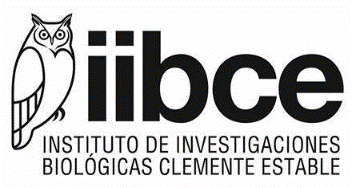 iibce
INSTITUTO DE INVESTIGACIONES
BIOLÓGICAS CLEMENTE ESTABLE